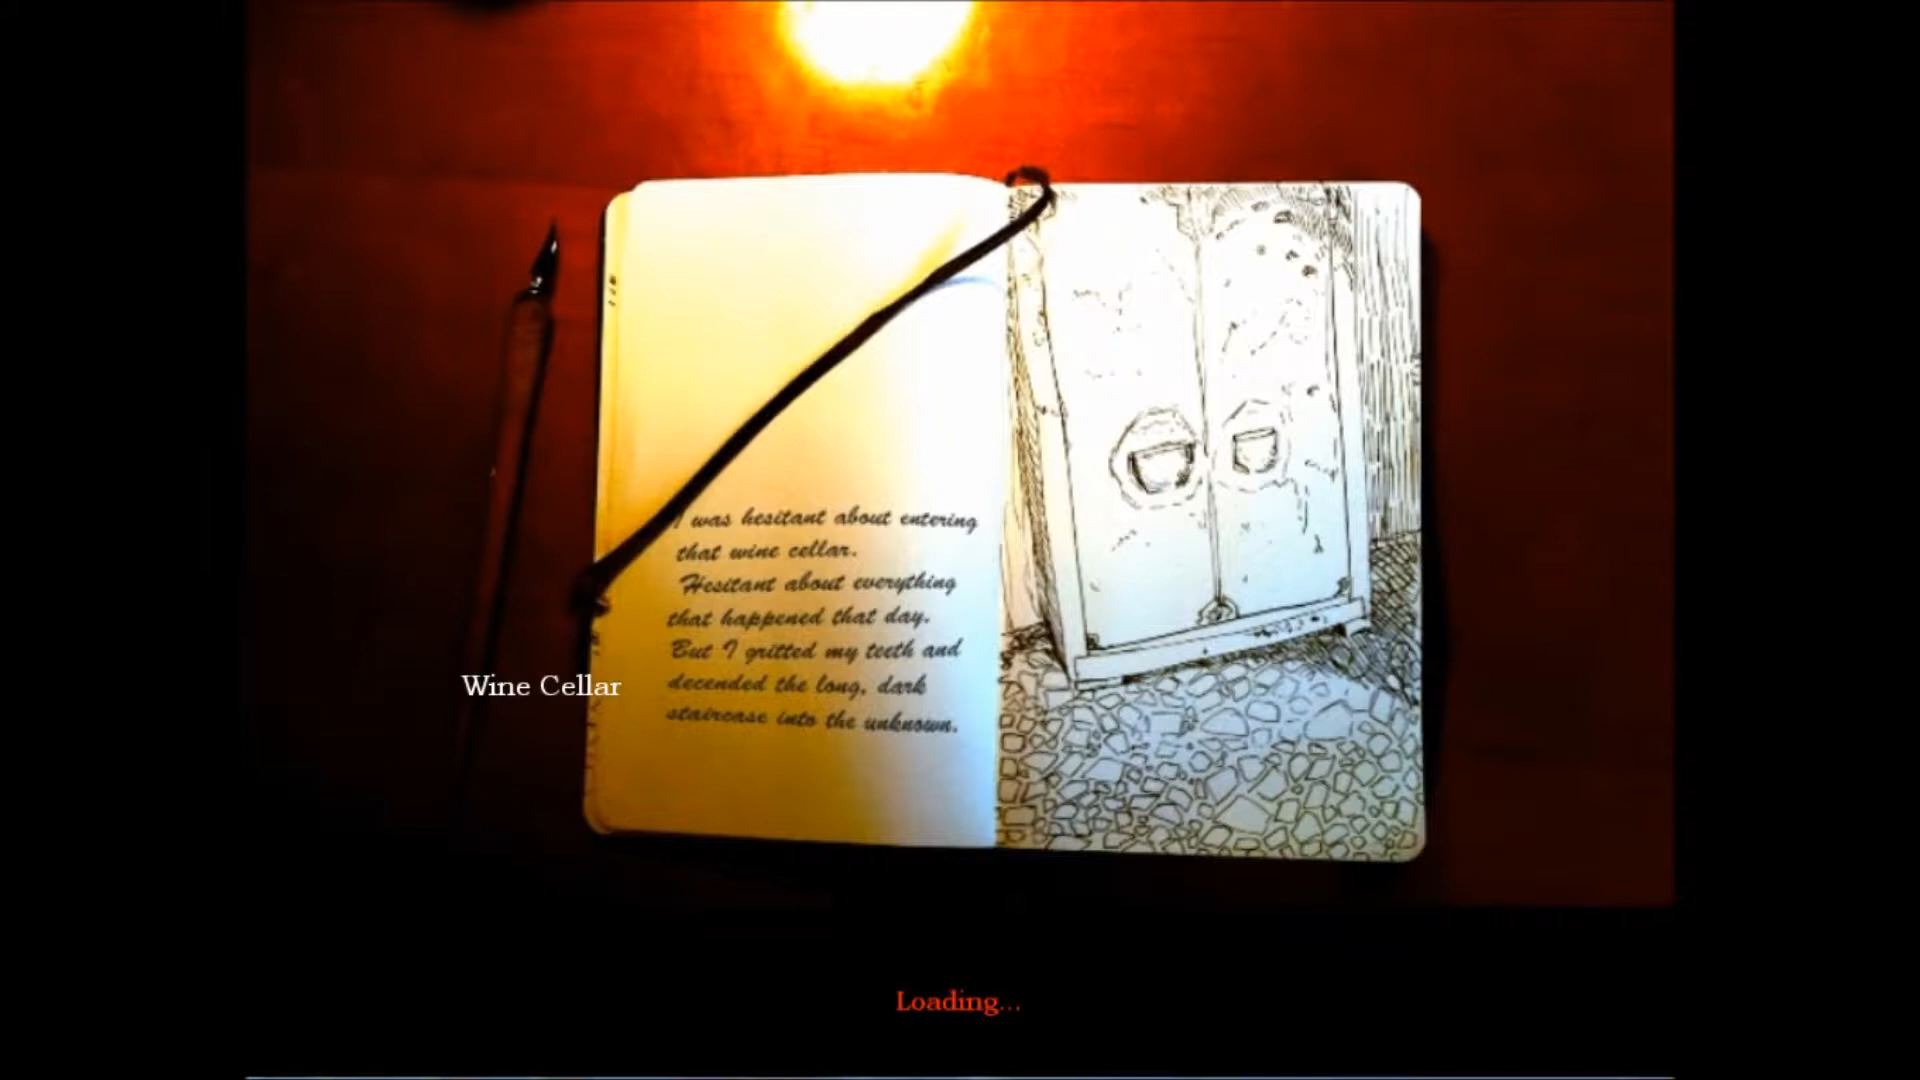 I was hesitant about entering
that wine cellar.
Hesitant about everything
that happened that day.
But I gritted my teeth and
decended the long, dark
staircase into the unknown.
Wine Cellar
Loading...